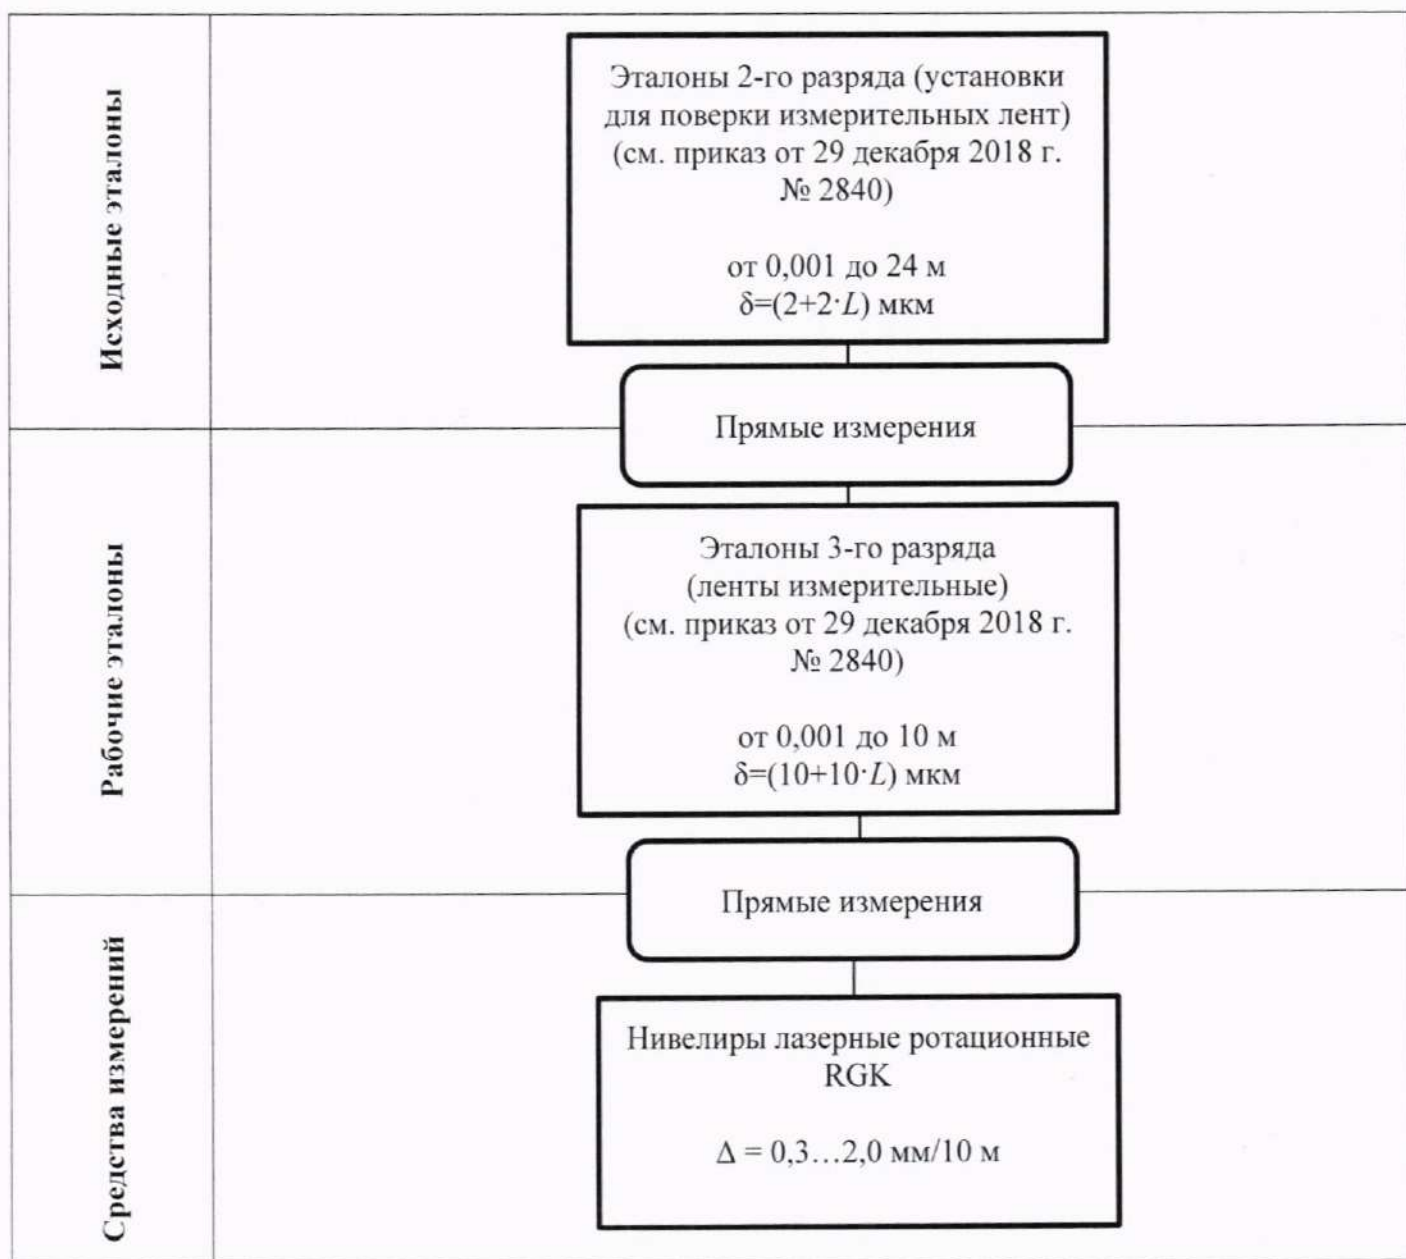 Исходные эталоны
Эталоны 2-го разряда (установки
для поверки измерительных лент)
(см. приказ от 29 декабря 2018 г.
№ 2840)
от 0,001 до 24 м
δ=(2+2·L) мкм
Прямые измерения
Рабочие эталоны
Эталоны 3-го разряда
(ленты измерительные)
(см. приказ от 29 декабря 2018 г.
№ 2840)
от 0,001 до 10 м
δ=(10+10·L) мкм
Прямые измерения
Средства измерений
Нивелиры лазерные ротационные
RGK
Δ = 0,3…2,0 мм/10 м